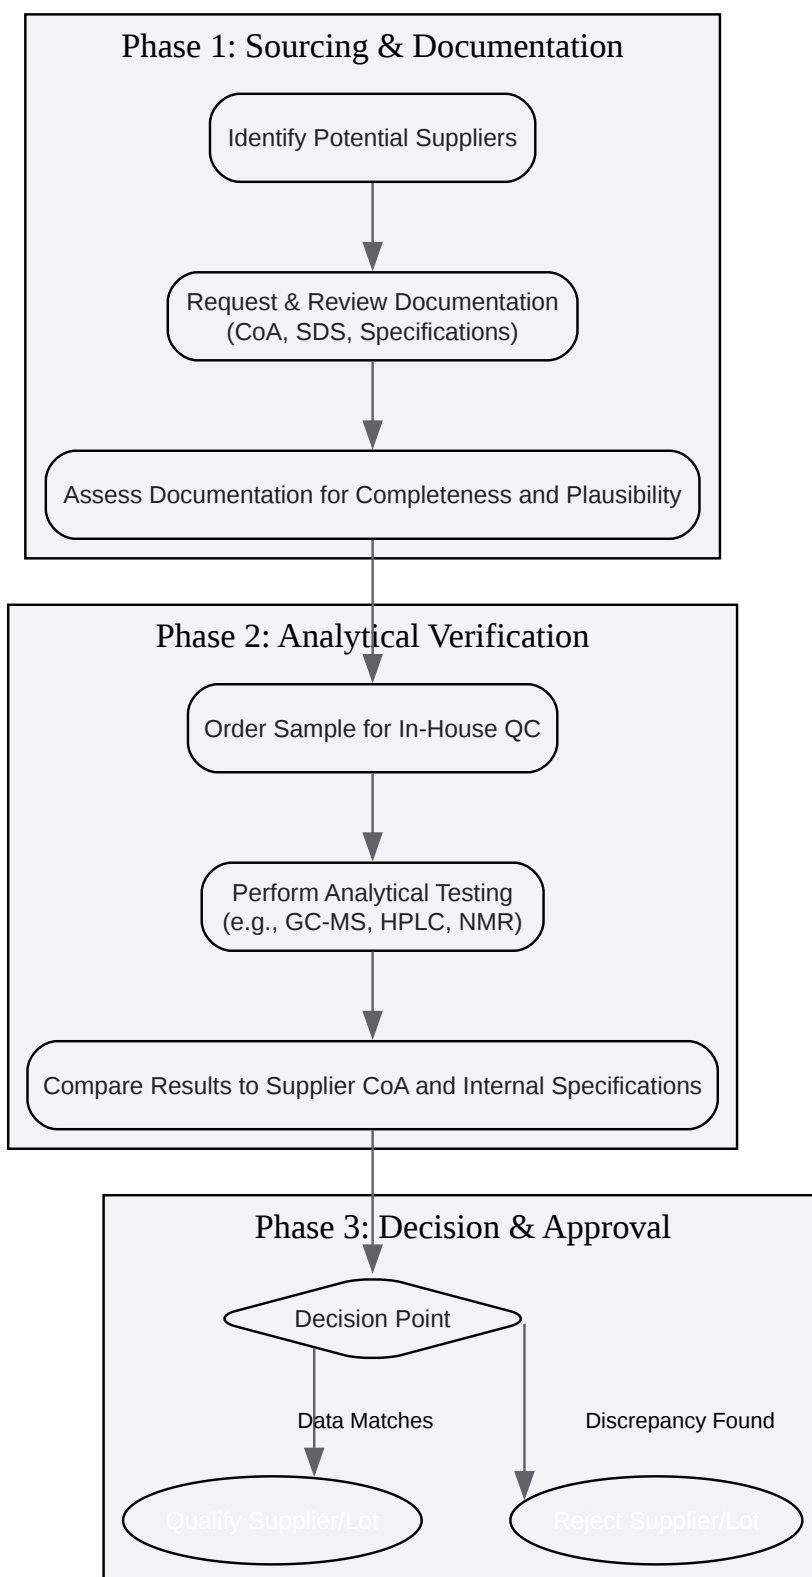 Phase 1: Sourcing & Documentation
Identify Potential Suppliers
Request & Review Documentation
(CoA, SDS, Specifications)
Assess Documentation for Completeness and Plausibility
Phase 2: Analytical Verification
Order Sample for In-House QC
Perform Analytical Testing
(e.g., GC-MS, HPLC, NMR)
Compare Results to Supplier CoA and Internal Specifications
Phase 3: Decision & Approval
Decision Point
Data Matches
Discrepancy Found
Qualify Supplier/Lot
Reject Supplier/Lot